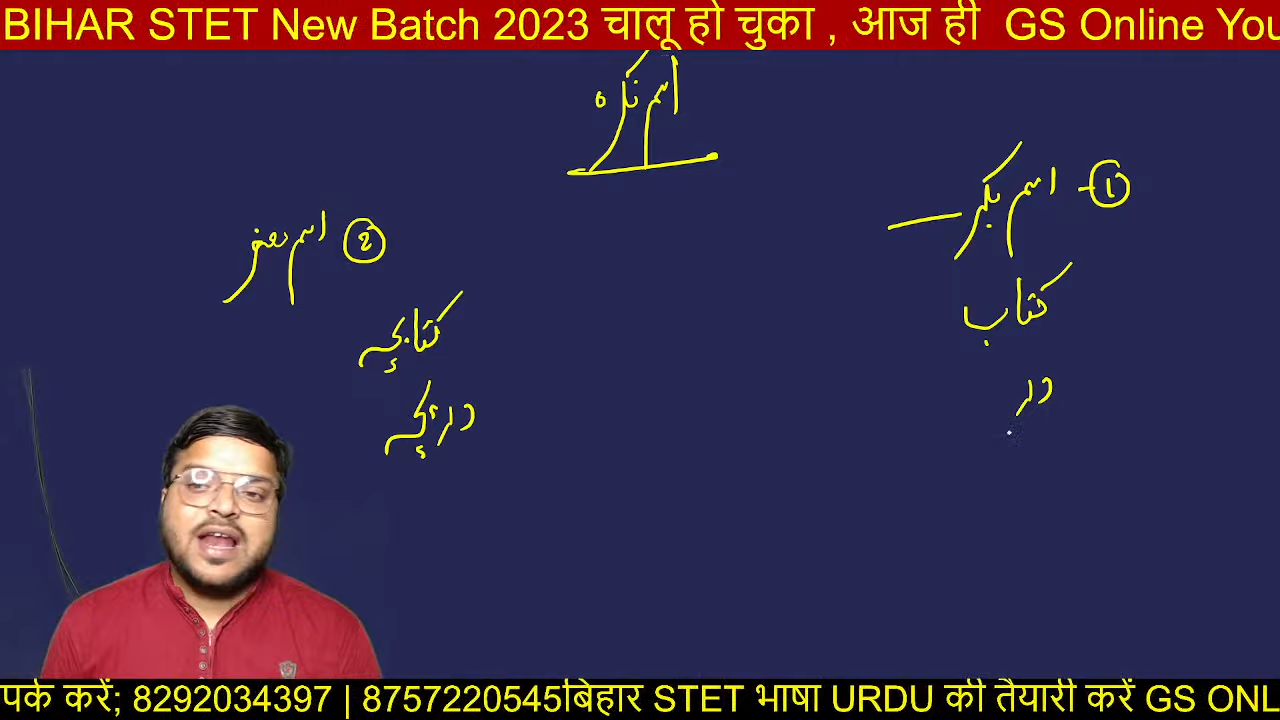 BIHAR STET New Batch 2023 चालू हो चुका , आज ही GS Online You
اسم نکرہ
① - اسم مکبر —
② اسم مصغر
کتاب
کتابچہ
در
دریچہ
पर्क करें; 8292034397 | 8757220545बिहार STET भाषा URDU की तैयारी करें GS ONL